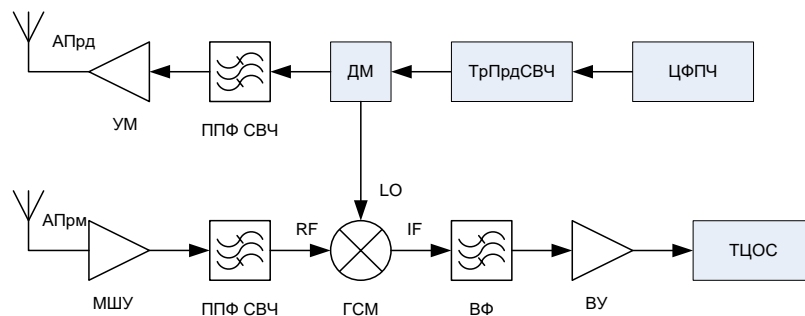 АПрд
УМ
ППФ СВЧ
ДМ
ТрПрдСВЧ
ЦФПЧ
LO
АПрм
МШУ
ППФ СВЧ
RF
ГСМ
IF
ВФ
ВУ
ТЦОС